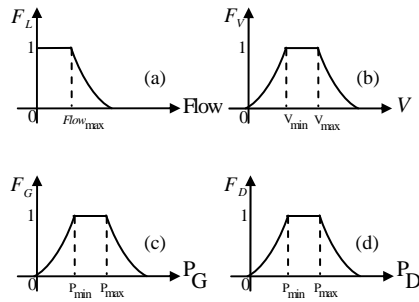 F_L
1
(a)
0
Flow_max
Flow
F_V
1
(b)
0
V_min
V_max
V
F_G
1
(c)
0
P_min
P_max
P_G
F_D
1
(d)
0
P_min
P_max
P_D